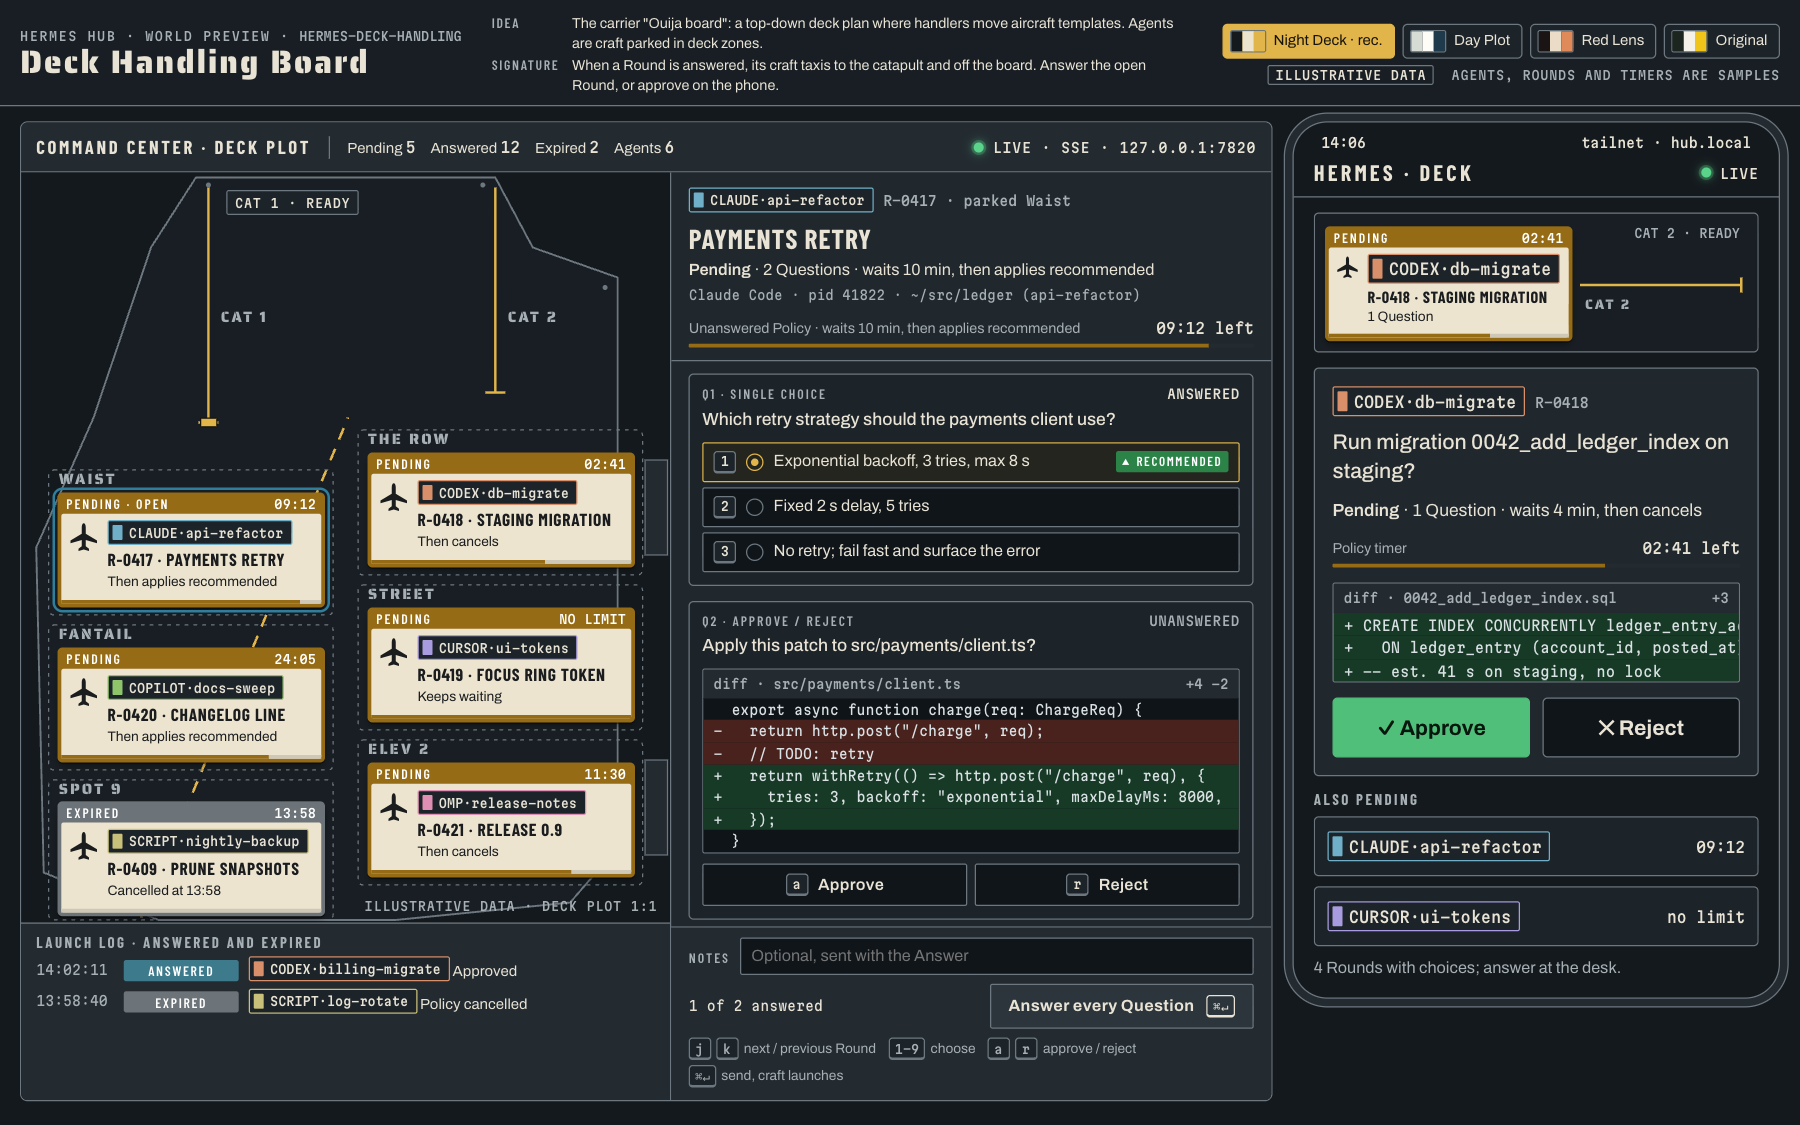 HERMES HUB · WORLD PREVIEW · HERMES-DECK-HANDLING
Deck Handling Board
IDEA
The carrier "Ouija board": a top-down deck plan where handlers move aircraft templates. Agents
are craft parked in deck zones.
SIGNATURE
When a Round is answered, its craft taxis to the catapult and off the board. Answer the open
Round, or approve on the phone.
Night Deck · rec.
Day Plot
Red Lens
Original
ILLUSTRATIVE DATA
AGENTS, ROUNDS AND TIMERS ARE SAMPLES
COMMAND CENTER · DECK PLOT
Pending 5
Answered 12
Expired 2
Agents 6
LIVE · SSE · 127.0.0.1:7820
CAT 1 · READY
CAT 1
CAT 2
WAIST
PENDING · OPEN
09:12
CLAUDE·api-refactor
R-0417 · PAYMENTS RETRY
Then applies recommended
FANTAIL
PENDING
24:05
COPILOT·docs-sweep
R-0420 · CHANGELOG LINE
Then applies recommended
SPOT 9
EXPIRED
13:58
SCRIPT·nightly-backup
R-0409 · PRUNE SNAPSHOTS
Cancelled at 13:58
THE ROW
PENDING
02:41
CODEX·db-migrate
R-0418 · STAGING MIGRATION
Then cancels
STREET
PENDING
NO LIMIT
CURSOR·ui-tokens
R-0419 · FOCUS RING TOKEN
Keeps waiting
ELEV 2
PENDING
11:30
OMP·release-notes
R-0421 · RELEASE 0.9
Then cancels
ILLUSTRATIVE DATA · DECK PLOT 1:1
LAUNCH LOG · ANSWERED AND EXPIRED
14:02:11
ANSWERED
CODEX·billing-migrate
Approved
13:58:40
EXPIRED
SCRIPT·log-rotate
Policy cancelled
CLAUDE·api-refactor
R-0417 · parked Waist
PAYMENTS RETRY
Pending · 2 Questions · waits 10 min, then applies recommended
Claude Code · pid 41822 · ~/src/ledger (api-refactor)
Unanswered Policy · waits 10 min, then applies recommended
09:12 left
Q1 · SINGLE CHOICE
ANSWERED
Which retry strategy should the payments client use?
1
Exponential backoff, 3 tries, max 8 s
▲ RECOMMENDED
2
Fixed 2 s delay, 5 tries
3
No retry; fail fast and surface the error
Q2 · APPROVE / REJECT
UNANSWERED
Apply this patch to src/payments/client.ts?
diff · src/payments/client.ts
+4 −2
export async function charge(req: ChargeReq) {
− return http.post("/charge", req);
− // TODO: retry
+ return withRetry(() => http.post("/charge", req), {
+ tries: 3, backoff: "exponential", maxDelayMs: 8000,
+ });
}
a Approve
r Reject
NOTES
Optional, sent with the Answer
1 of 2 answered
Answer every Question ⌘↵
j k next / previous Round
1–9 choose
a r approve / reject
⌘↵ send, craft launches
14:06
tailnet · hub.local
HERMES · DECK
LIVE
PENDING
02:41
CODEX·db-migrate
R-0418 · STAGING MIGRATION
1 Question
CAT 2 · READY
CAT 2
CODEX·db-migrate
R-0418
Run migration 0042_add_ledger_index on
staging?
Pending · 1 Question · waits 4 min, then cancels
Policy timer
02:41 left
diff · 0042_add_ledger_index.sql
+3
+ CREATE INDEX CONCURRENTLY ledger_entry_a
+ ON ledger_entry (account_id, posted_at
+ -- est. 41 s on staging, no lock
✓ Approve
✕ Reject
ALSO PENDING
CLAUDE·api-refactor
09:12
CURSOR·ui-tokens
no limit
4 Rounds with choices; answer at the desk.